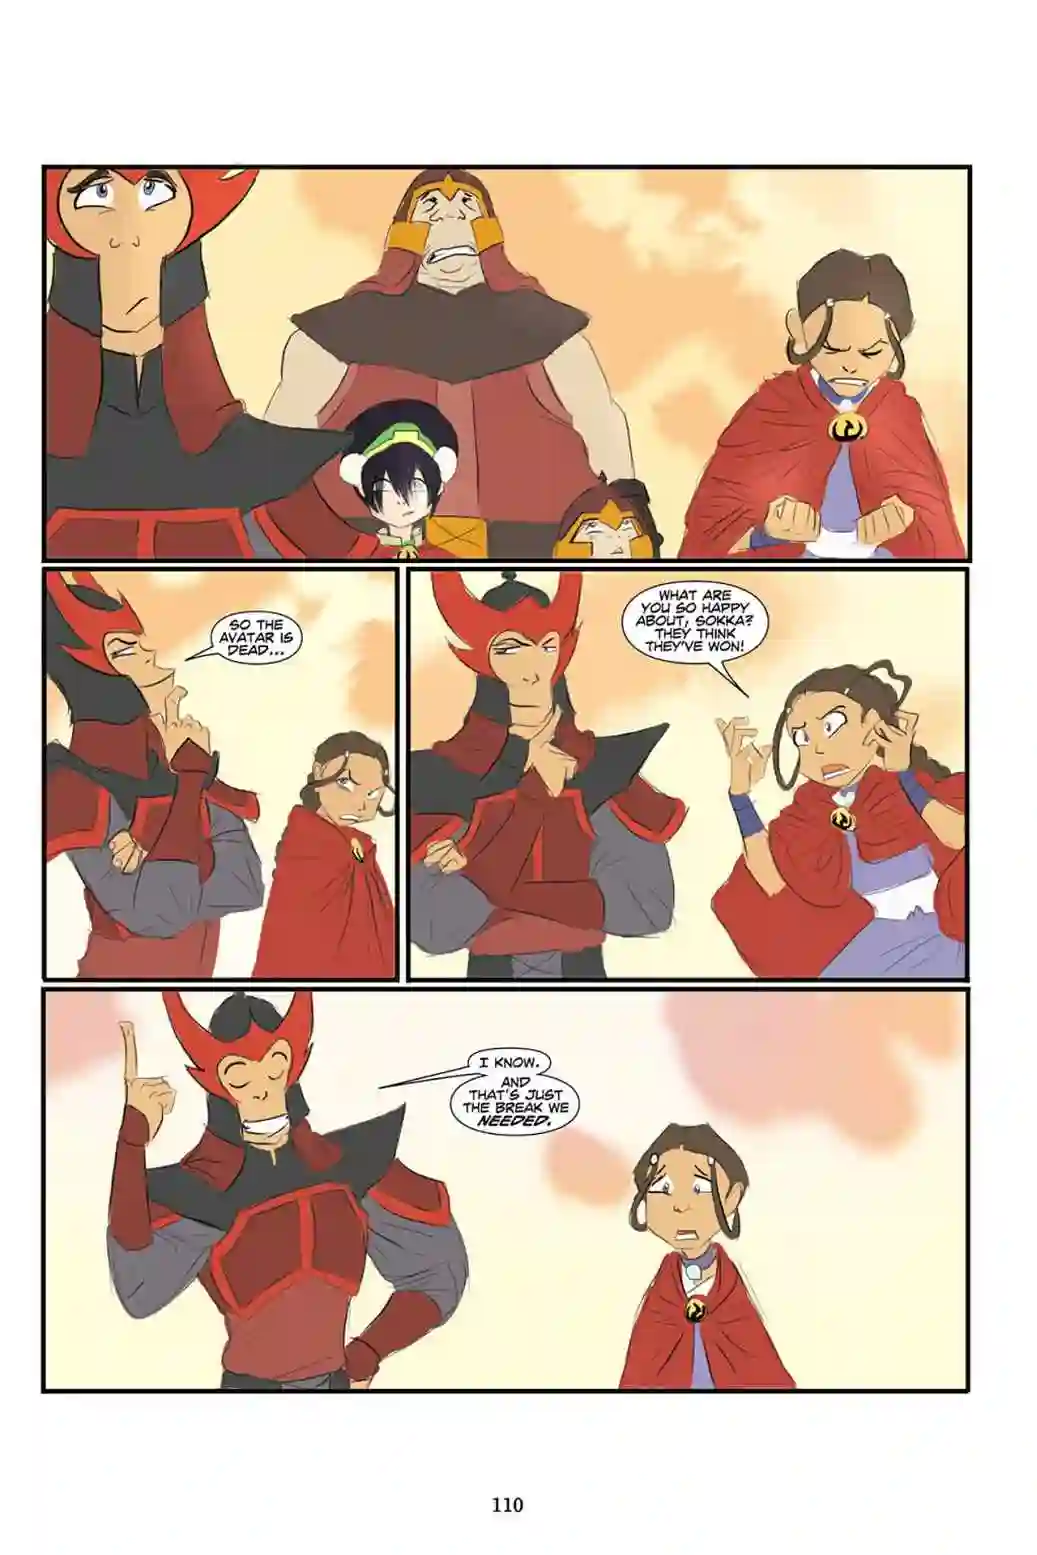 SO THE
AVATAR IS
DEAD...
WHAT ARE
YOU SO HAPPY
ABOUT, SOKKA?
THEY THINK
THEY'VE WON!
I KNOW.
AND
THAT'S JUST
THE BREAK WE
NEEDED.
110